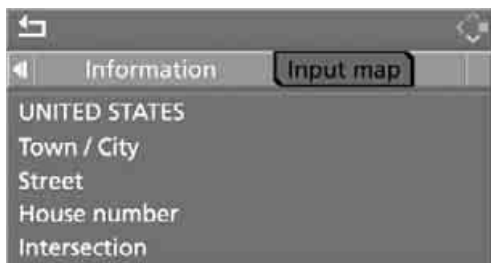 Information Input map
UNITED STATES
Town / City
Street
House number
Intersection